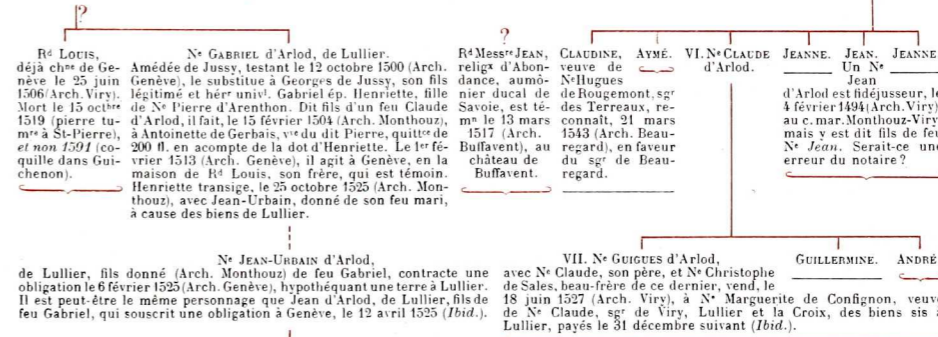 ?
Rᵈ Louis,
déjà chⁿᵉ de Ge-
nève le 25 juin
1506(Arch. Viry).
Mort le 15 octᵇʳᵉ
1519 (pierre tu-
mʳᵉ à St-Pierre),
et non 1591 (co-
quille dans Gui-
chenon).
Nᵉ Gabriel d'Arlod, de Lullier.
Amédée de Jussy, testant le 12 octobre 1500 (Arch.
Genève), le substitue à Georges de Jussy, son fils
légitimé et hérʳ univˡ. Gabriel ép. Henriette, fille
de Nᵉ Pierre d'Arenthon. Dit fils d'un feu Claude
d'Arlod, il fait, le 15 février 1504 (Arch. Monthouz),
à Antoinette de Gerbais, vᵛᵉ du dit Pierre, quittᶜᵉ de
200 fl. en acompte de la dot d'Henriette. Le 1ᵉʳ fé-
vrier 1513 (Arch. Genève), il agit à Genève, en la
maison de Rᵈ Louis, son frère, qui est témoin.
Henriette transige, le 25 octobre 1525 (Arch. Mon-
thouz), avec Jean-Urbain, donné de son feu mari,
à cause des biens de Lullier.
?
Rᵈ Messʳᵉ Jean,
religˣ d'Abon-
dance, aumô-
nier ducal de
Savoie, est té-
mⁿ le 13 mars
1517 (Arch.
Buffavent), au
château de
Buffavent.
Claudine,
veuve de
Nᵉ Hugues
de Rougemont, sgʳ
des Terreaux, re-
connaît, 21 mars
1543 (Arch. Beau-
regard), en faveur
du sgʳ de Beau-
regard.
Aymé.
VI. Nᵉ Claude
d'Arlod.
Jeanne. Jean. Jeanne
Un Nᵉ
Jean
d'Arlod est fidéjusseur, le
4 février 1494(Arch. Viry)
au c. mar. Monthouz-Viry
mais y est dit fils de feu
Nᵉ Jean. Serait-ce une
erreur du notaire?
Nᵉ Jean-Urbain d'Arlod,
de Lullier, fils donné (Arch. Monthouz) de feu Gabriel, contracte une
obligation le 6 février 1525 (Arch. Genève), hypothéquant une terre à Lullier.
Il est peut-être le même personnage que Jean d'Arlod, de Lullier, fils de
feu Gabriel, qui souscrit une obligation à Genève, le 12 avril 1525 (Ibid.).
VII. Nᵉ Guigues d'Arlod,
avec Nᵉ Claude, son père, et Nᵉ Christophe
de Sales, beau-frère de ce dernier, vend, le
18 juin 1527 (Arch. Viry), à Nᵉ Marguerite de Confignon, veuve
de Nᵉ Claude, sgʳ de Viry, Lullier et la Croix, des biens sis à
Lullier, payés le 31 décembre suivant (Ibid.).
Guillermine. André